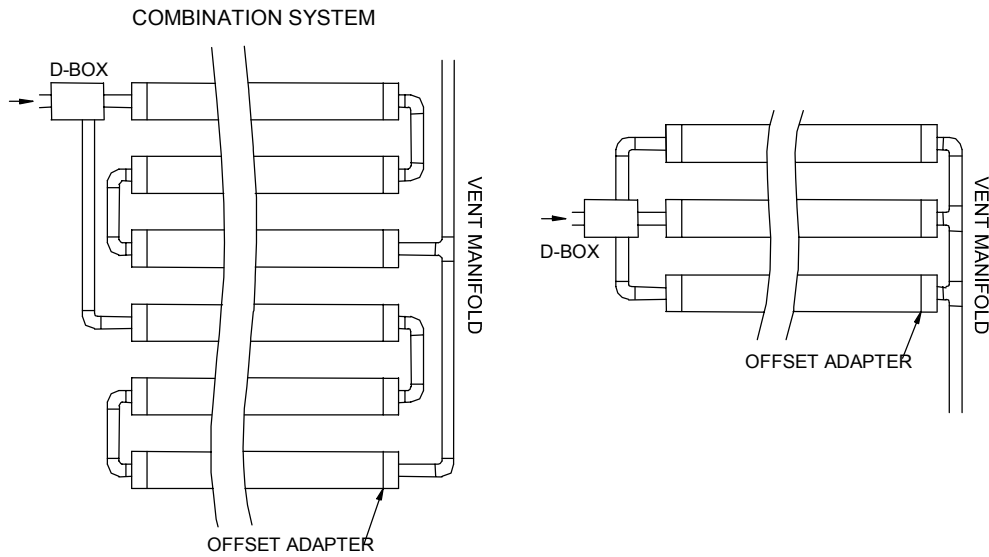 COMBINATION SYSTEM
D-BOX
VENT MANIFOLD
OFFSET ADAPTER
D-BOX
VENT MANIFOLD
OFFSET ADAPTER